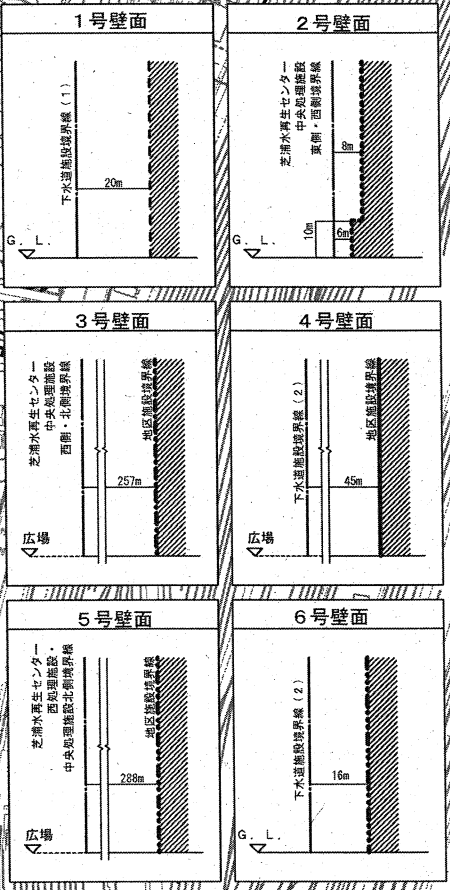 1号壁面
下水道施設境界線(1)
20m
G. L.
2号壁面
芝浦水再生センター
中央処理施設
東側・西側境界線
8m
10m
6m
G. L.
3号壁面
芝浦水再生センター
中央処理施設
西側・北側境界線
地区施設境界線
257m
広場
4号壁面
下水道施設境界線(2)
地区施設境界線
45m
広場
5号壁面
芝浦水再生センター
西処理施設・
中央処理施設北側境界線
地区施設境界線
288m
広場
6号壁面
下水道施設境界線(2)
16m
G. L.